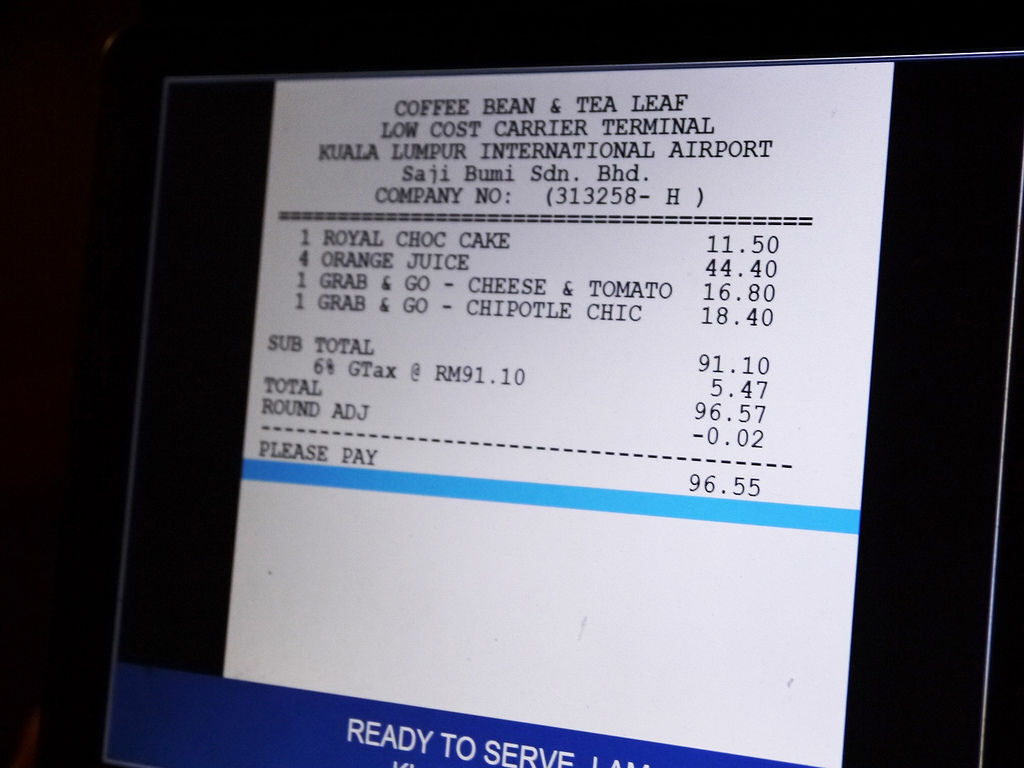 COFFEE BEAN & TEA LEAF
LOW COST CARRIER TERMINAL
KUALA LUMPUR INTERNATIONAL AIRPORT
Saji Bumi Sdn. Bhd.
COMPANY NO: (313258- H )
========================================
1 ROYAL CHOC CAKE 11.50
4 ORANGE JUICE 44.40
1 GRAB & GO - CHEESE & TOMATO 16.80
1 GRAB & GO - CHIPOTLE CHIC 18.40
SUB TOTAL 91.10
6% GTax @ RM91.10 5.47
TOTAL 96.57
ROUND ADJ -0.02
----------------------------------------
PLEASE PAY 96.55
READY TO SERVE, I AM